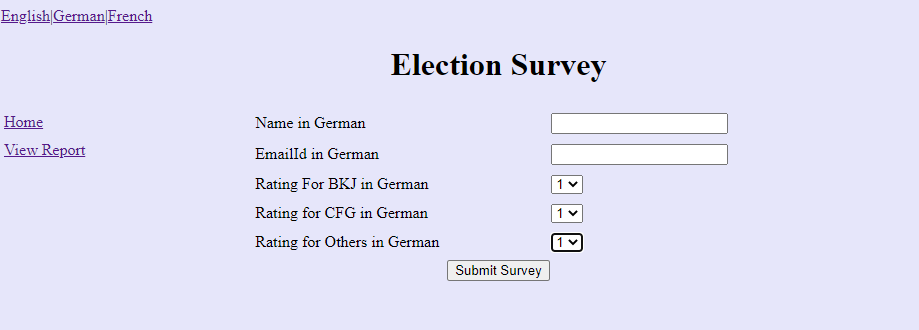 English|German|French
Election Survey
Home
View Report
Name in German
EmailId in German
Rating For BKJ in German 1
Rating for CFG in German 1
Rating for Others in German 1
Submit Survey